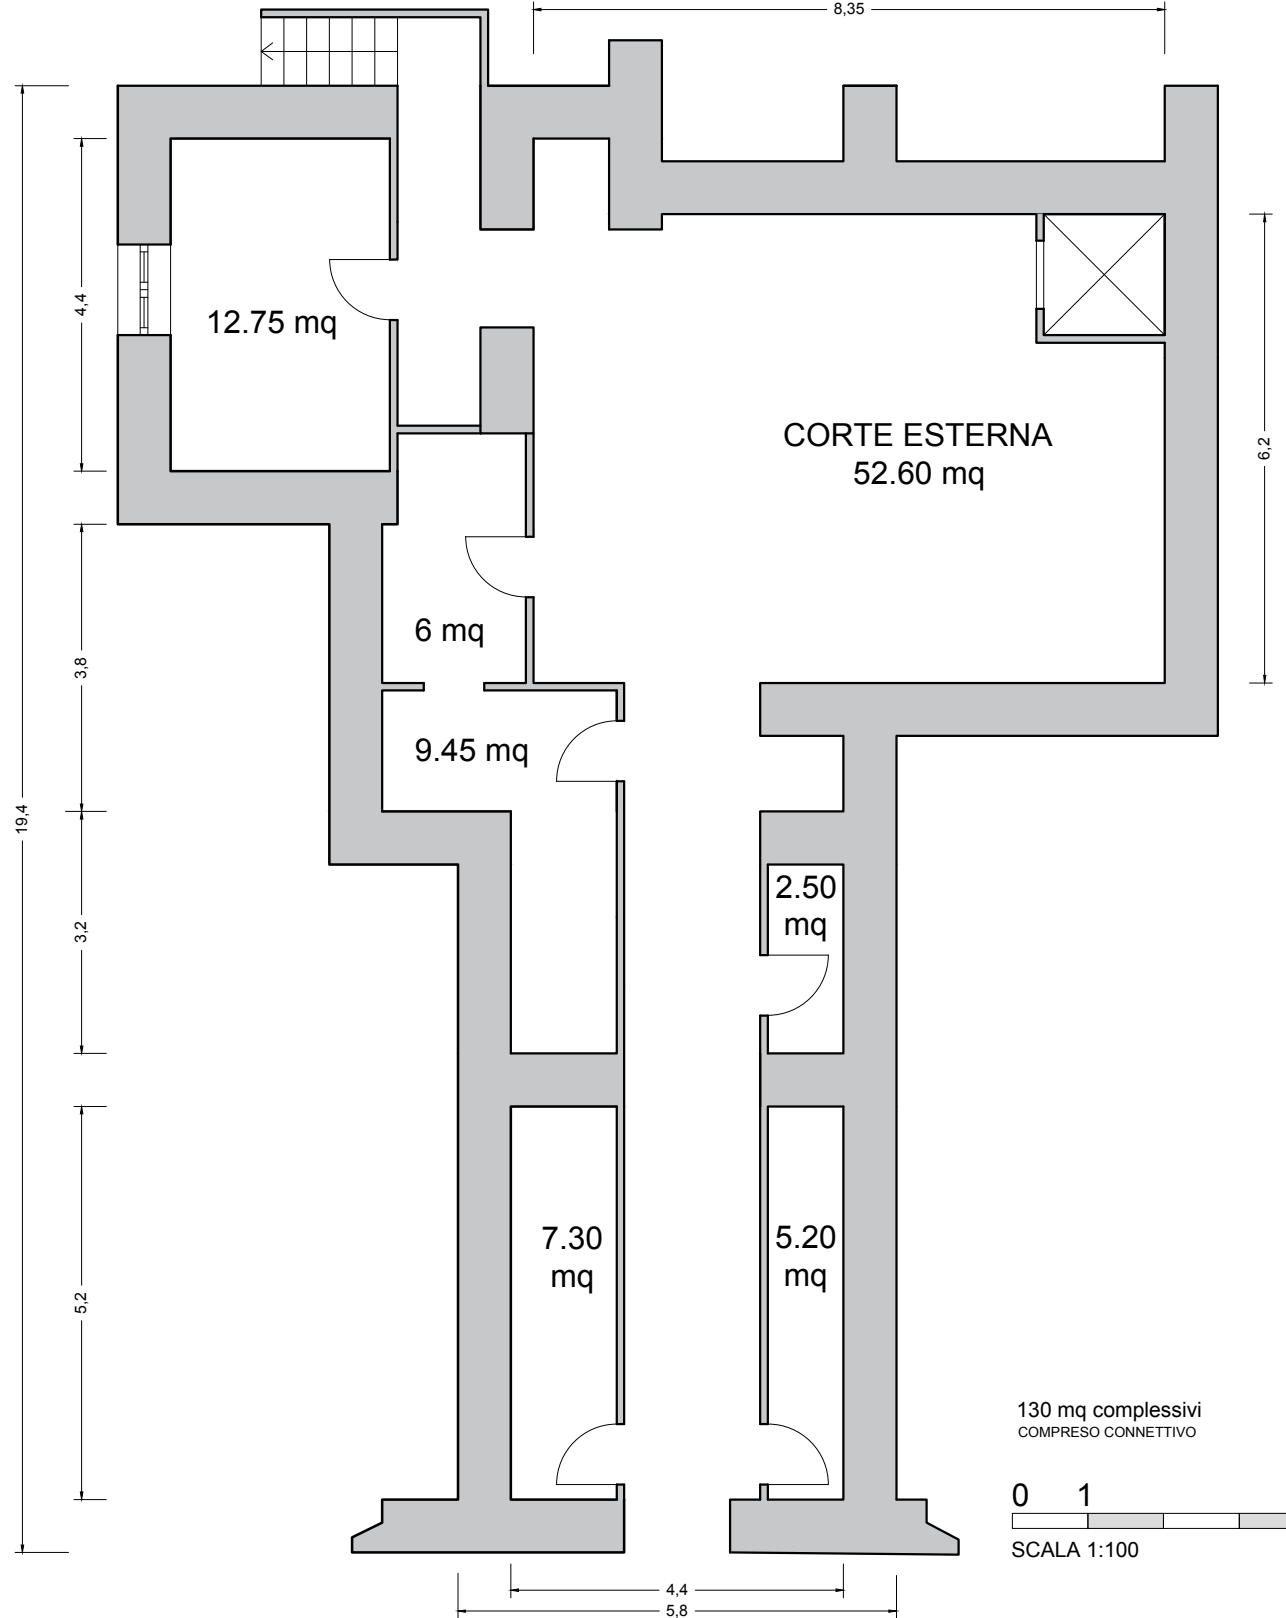 8,35
4,4
12.75 mq
CORTE ESTERNA
52.60 mq
6,2
6 mq
3,8
9.45 mq
19,4
2.50
mq
3,2
7.30
mq
5.20
mq
5,2
130 mq complessivi
COMPRESO CONNETTIVO
0 1
SCALA 1:100
4,4
5,8